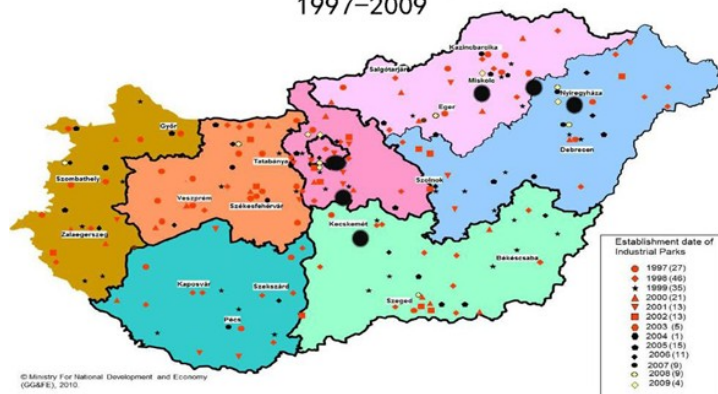 1997-2009
Kazincbarcika
Salgótarján
Miskolc
Nyíregyháza
Eger
Győr
Tatabánya
Debrecen
Szombathely
Szolnok
Veszprém
Székesfehérvár
Zalaegerszeg
Kecskemét
Békéscsaba
Kaposvár
Szekszárd
Szeged
Pécs
Establishment date of
Industrial Parks
1997 (27)
1998 (46)
1999 (35)
2000 (21)
2001 (13)
2002 (13)
2003 (5)
2004 (1)
2005 (15)
2006 (11)
2007 (9)
2008 (9)
2009 (4)
© Ministry For National Development and Economy
(GG&FE), 2010.